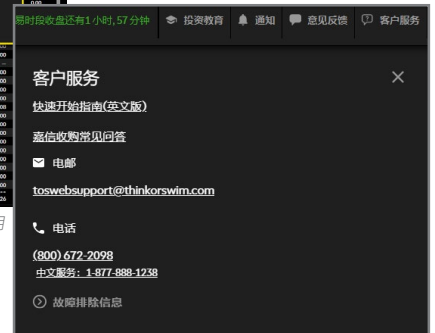 0.00
易时段收盘还有1小时, 57分钟 投资教育 通知 意见反馈 客户服务
客户服务
快速开始指南(英文版)
嘉信收购常见问答
电邮
toswebsupport@thinkorswim.com
电话
(800) 672-2098
中文服务：1-877-888-1238
故障排除信息